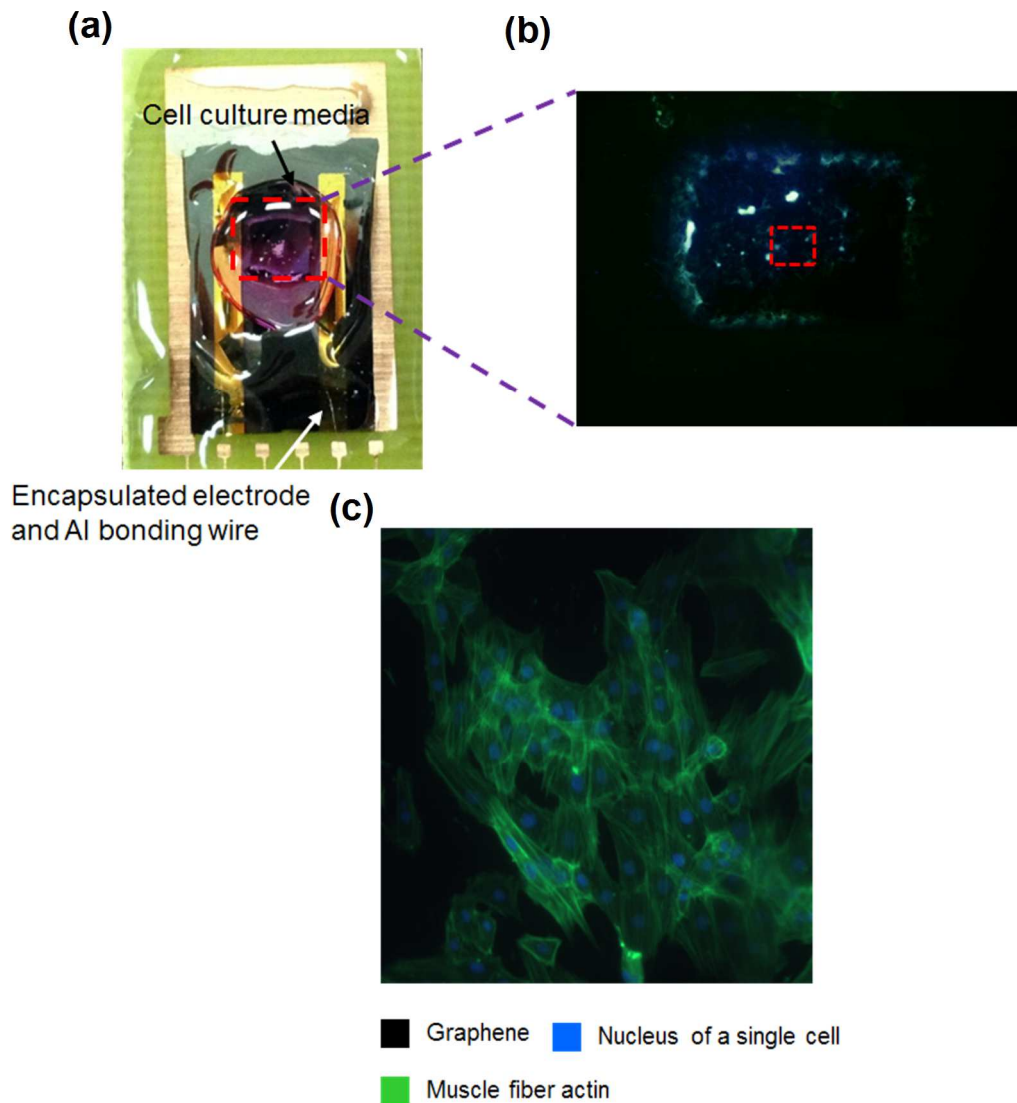 (a)
(b)
Cell culture media
Encapsulated electrode
and Al bonding wire
(c)
Graphene
Nucleus of a single cell
Muscle fiber actin